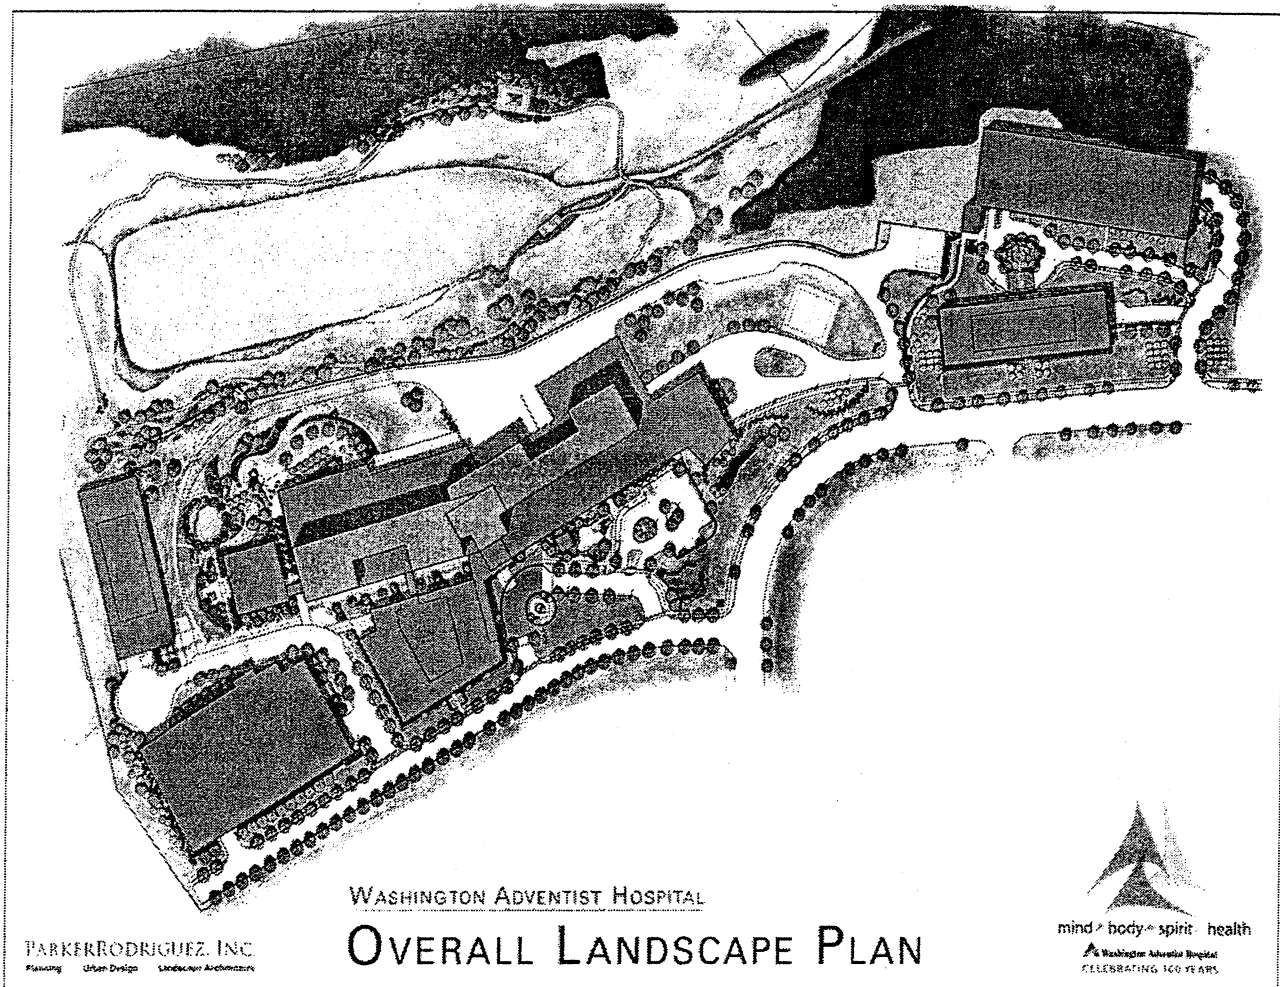 WASHINGTON ADVENTIST HOSPITAL
OVERALL LANDSCAPE PLAN
PARKERRODRIGUEZ, INC.
Planning Urban Design Landscape Architecture
mind body spirit health
Washington Adventist Hospital
CELEBRATING 100 YEARS